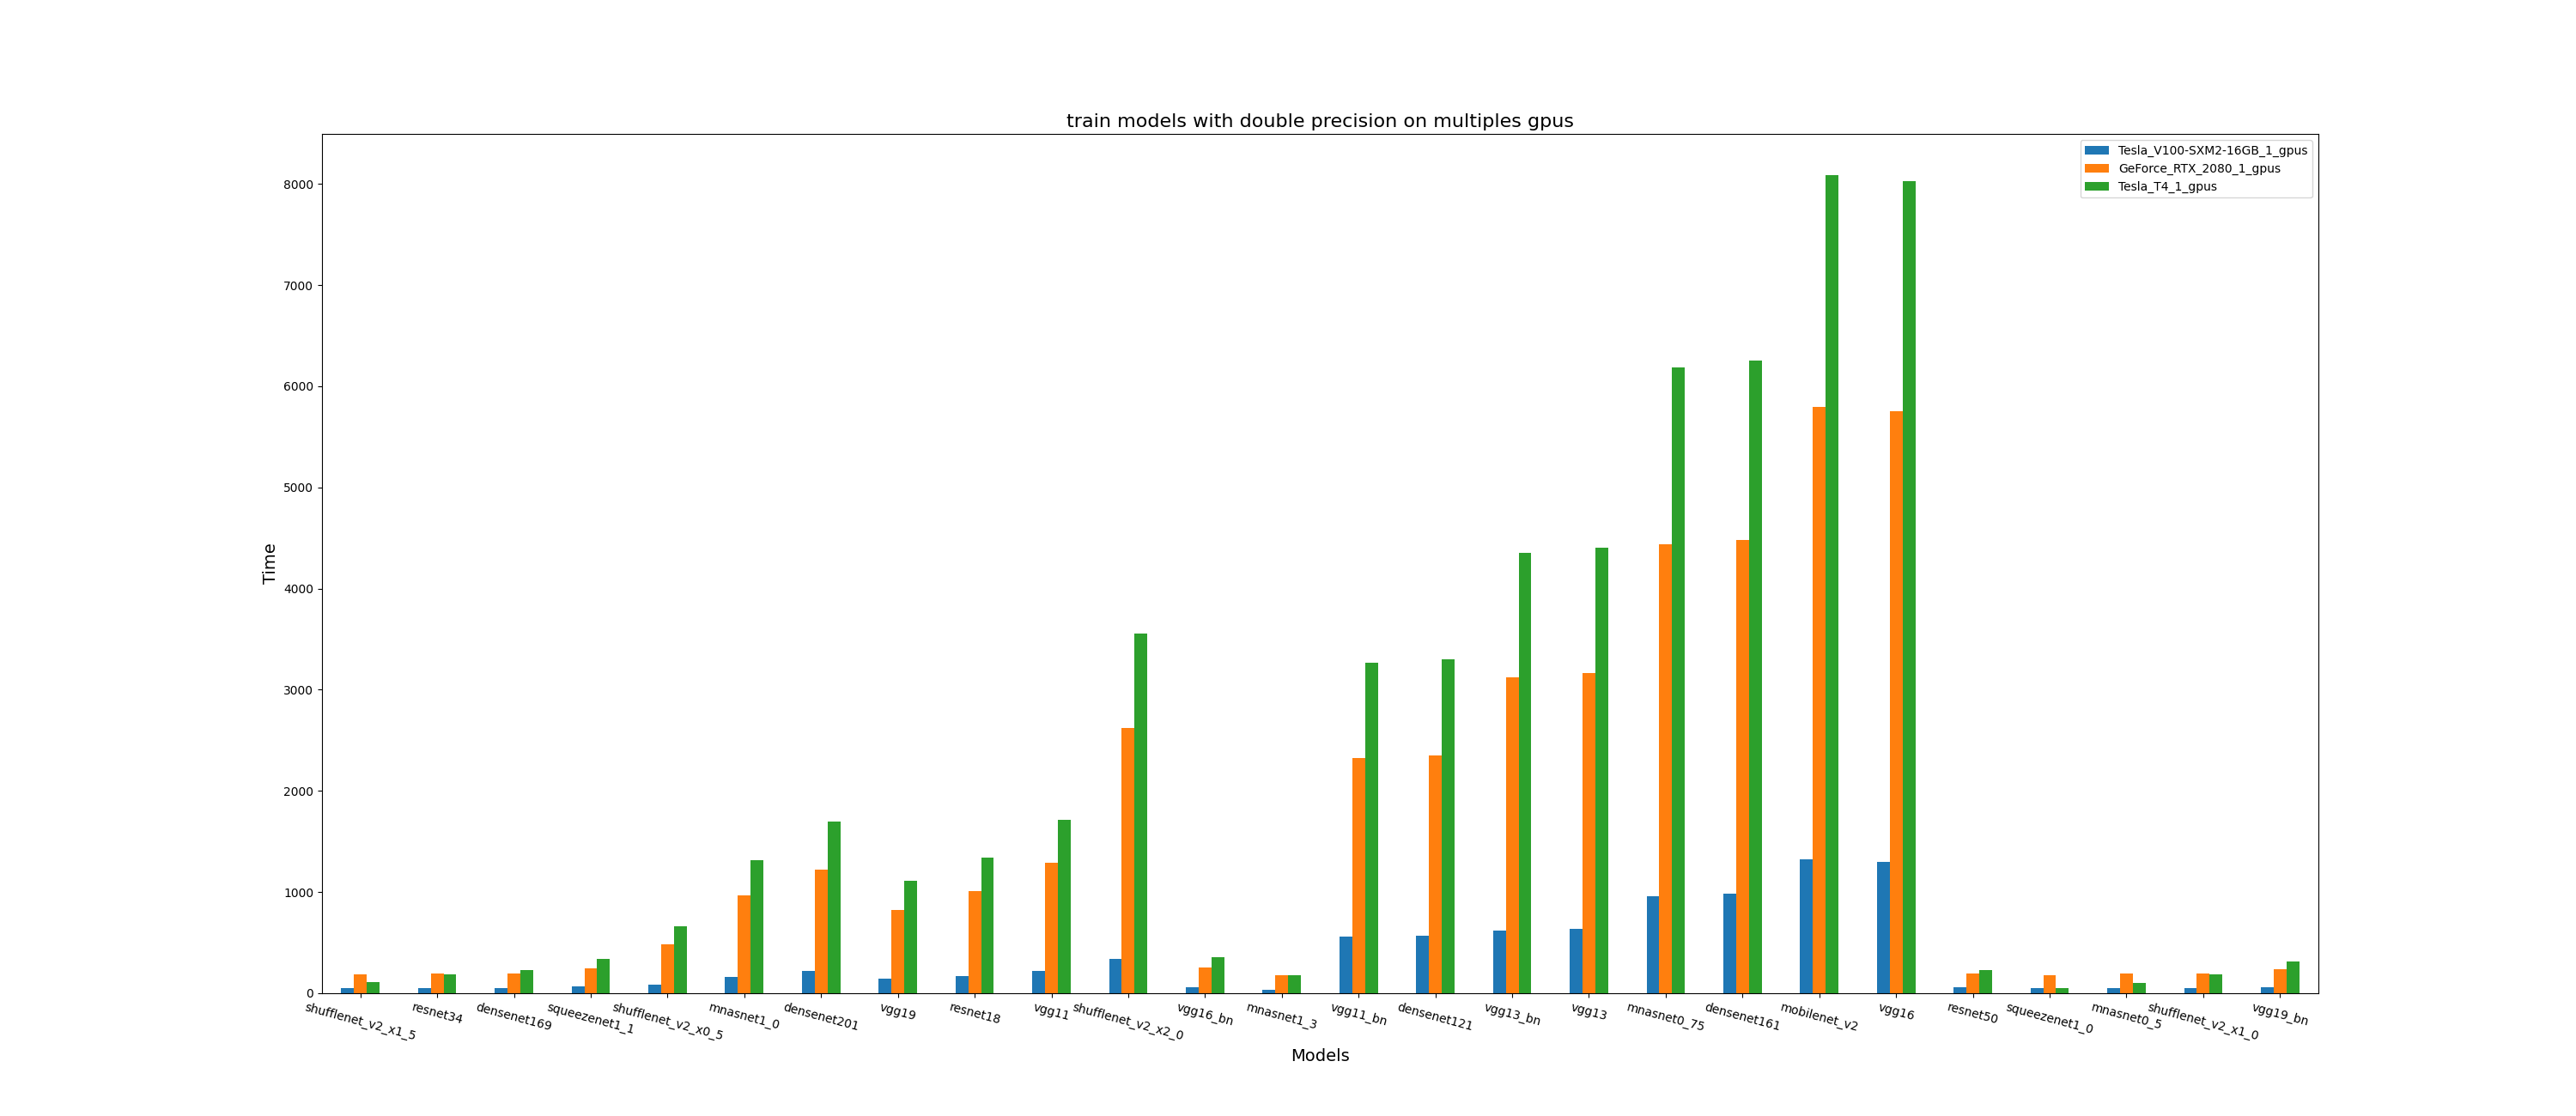 train models with double precision on multiples gpus
Tesla_V100-SXM2-16GB_1_gpus
GeForce_RTX_2080_1_gpus
Tesla_T4_1_gpus
8000
7000
6000
5000
4000
3000
2000
1000
0
Time
shufflenet_v2_x1_5
resnet34
densenet169
squeezenet1_1
shufflenet_v2_x0_5
mnasnet1_0
densenet201
vgg19
resnet18
vgg11
shufflenet_v2_x2_0
vgg16_bn
mnasnet1_3
vgg11_bn
densenet121
vgg13_bn
vgg13
mnasnet0_75
densenet161
mobilenet_v2
vgg16
resnet50
squeezenet1_0
mnasnet0_5
shufflenet_v2_x1_0
vgg19_bn
Models